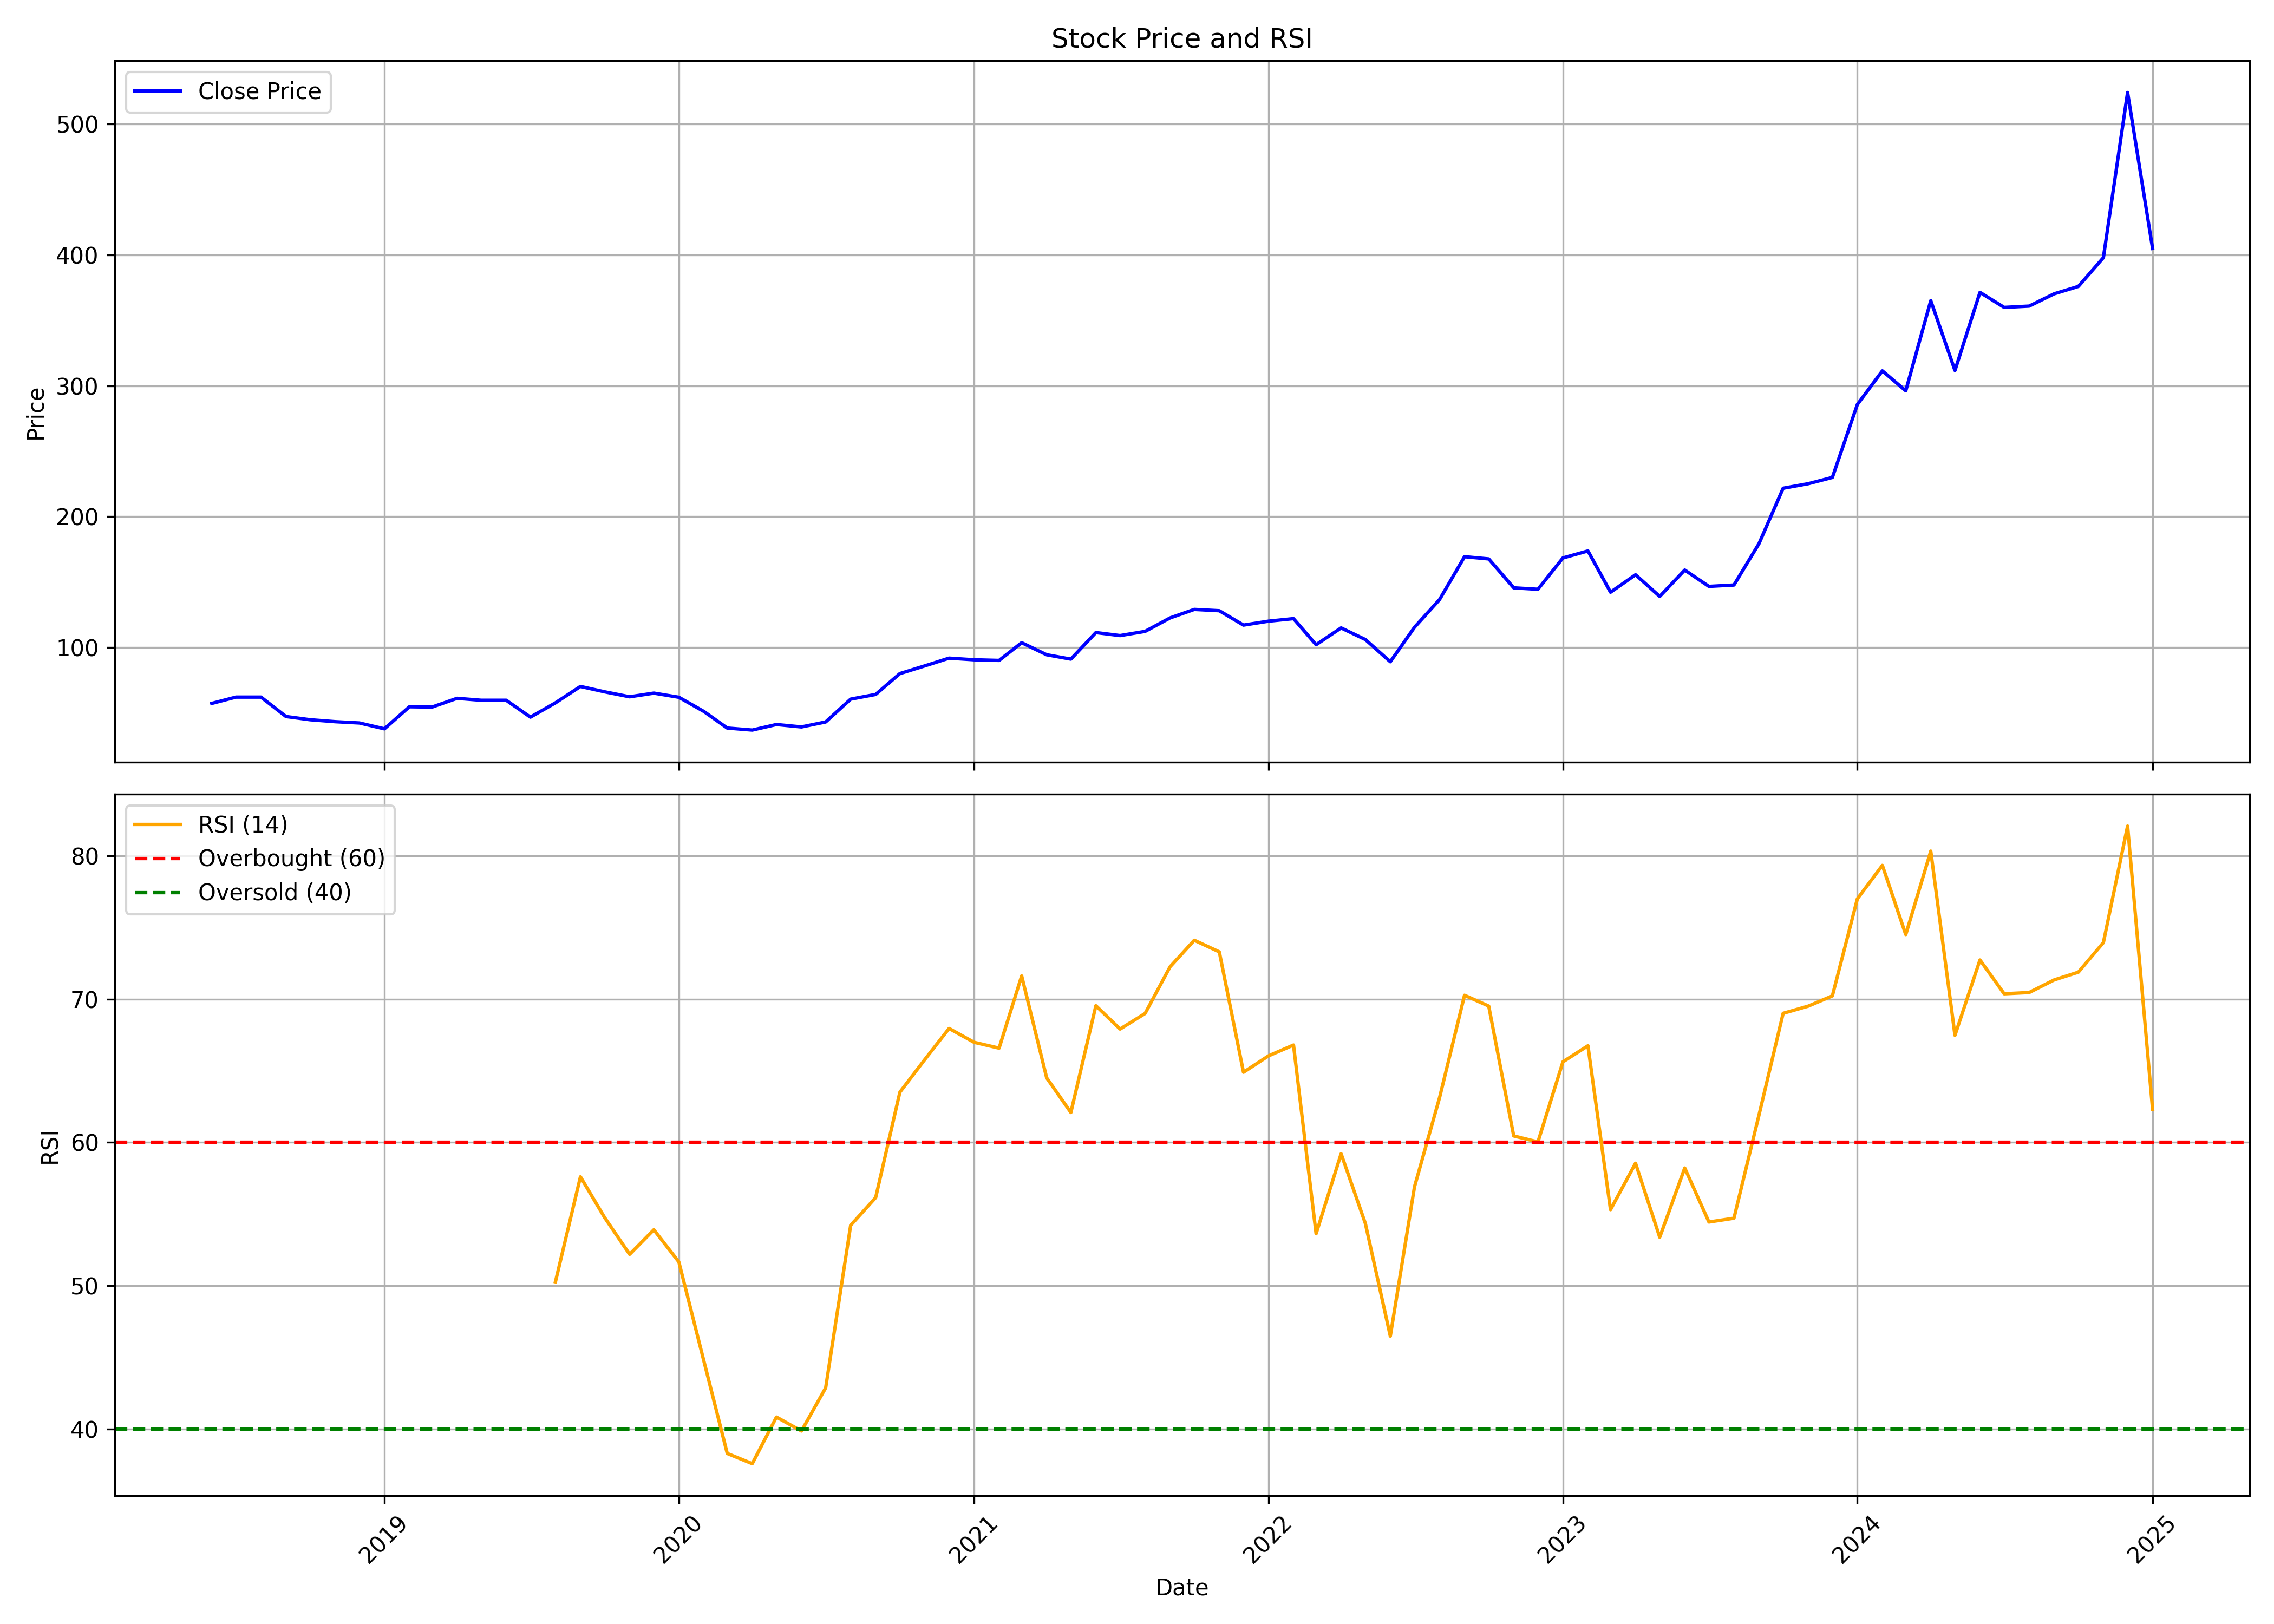 Stock Price and RSI
Close Price
500
400
300
200
100
Price
RSI (14)
Overbought (60)
Oversold (40)
80
70
60
50
40
RSI
2019
2020
2021
2022
2023
2024
2025
Date